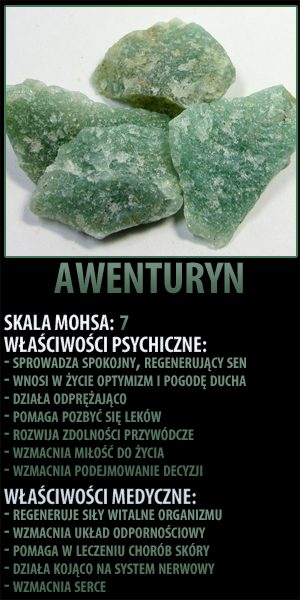 AWENTURYN
SKALA MOHSA: 7
WŁAŚCIWOŚCI PSYCHICZNE:
- SPROWADZA SPOKOJNY, REGENERUJĄCY SEN
- WNOSI W ŻYCIE OPTYMIZM I POGODĘ DUCHA
- DZIAŁA ODPRĘŻAJĄCO
- POMAGA POZBYĆ SIĘ LEKÓW
- ROZWIJA ZDOLNOŚCI PRZYWÓDCZE
- WZMACNIA MIŁOŚĆ DO ŻYCIA
- WZMACNIA PODEJMOWANIE DECYZJI
WŁAŚCIWOŚCI MEDYCZNE:
- REGENERUJE SIŁY WITALNE ORGANIZMU
- WZMACNIA UKŁAD ODPORNOŚCIOWY
- POMAGA W LECZENIU CHORÓB SKÓRY
- DZIAŁA KOJĄCO NA SYSTEM NERWOWY
- WZMACNIA SERCE